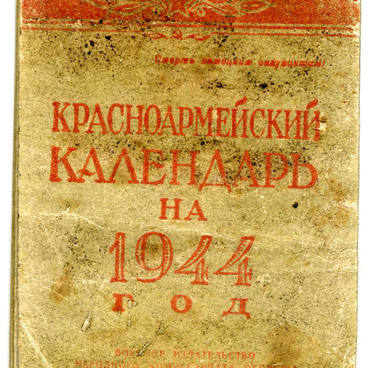 Смерть немецким оккупантам!
КРАСНОАРМЕЙСКИЙ
КАЛЕНДАРЬ
НА
1944
ГОД
ВОЕННОЕ ИЗДАТЕЛЬСТВО